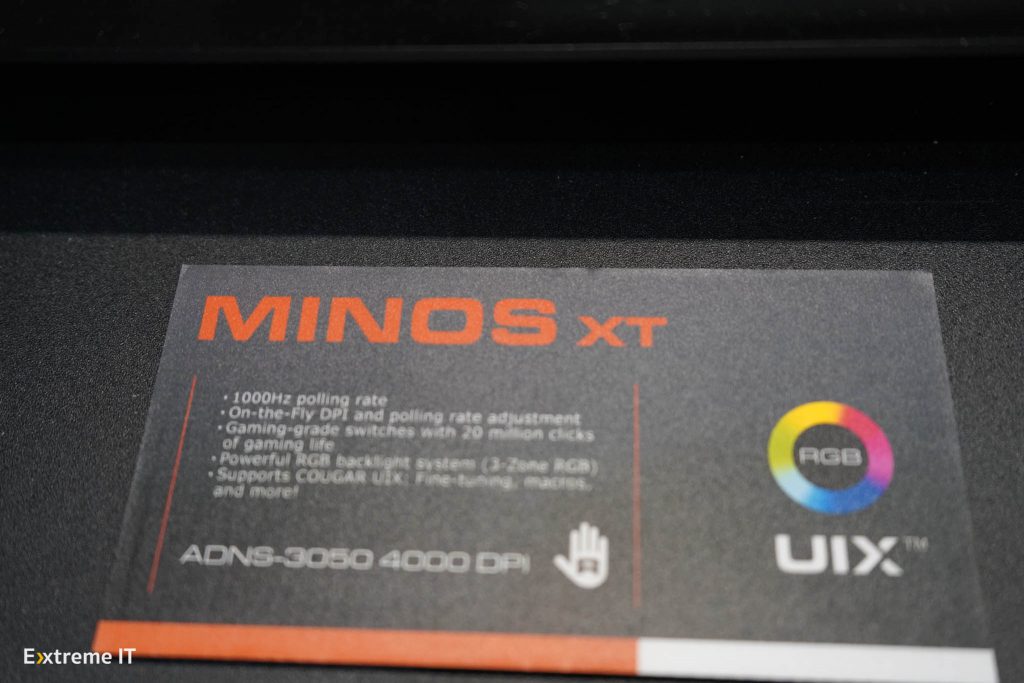 MINOS XT
• 1000Hz polling rate
• On-the-Fly DPI and polling rate adjustment
• Gaming-grade switches with 20 million clicks
of gaming life
• Powerful RGB backlight system (3-Zone RGB)
• Supports COUGAR UIX: Fine-tuning, macros,
and more!
ADNS-3050 4000 DPI
RGB
UIX™
Extreme IT